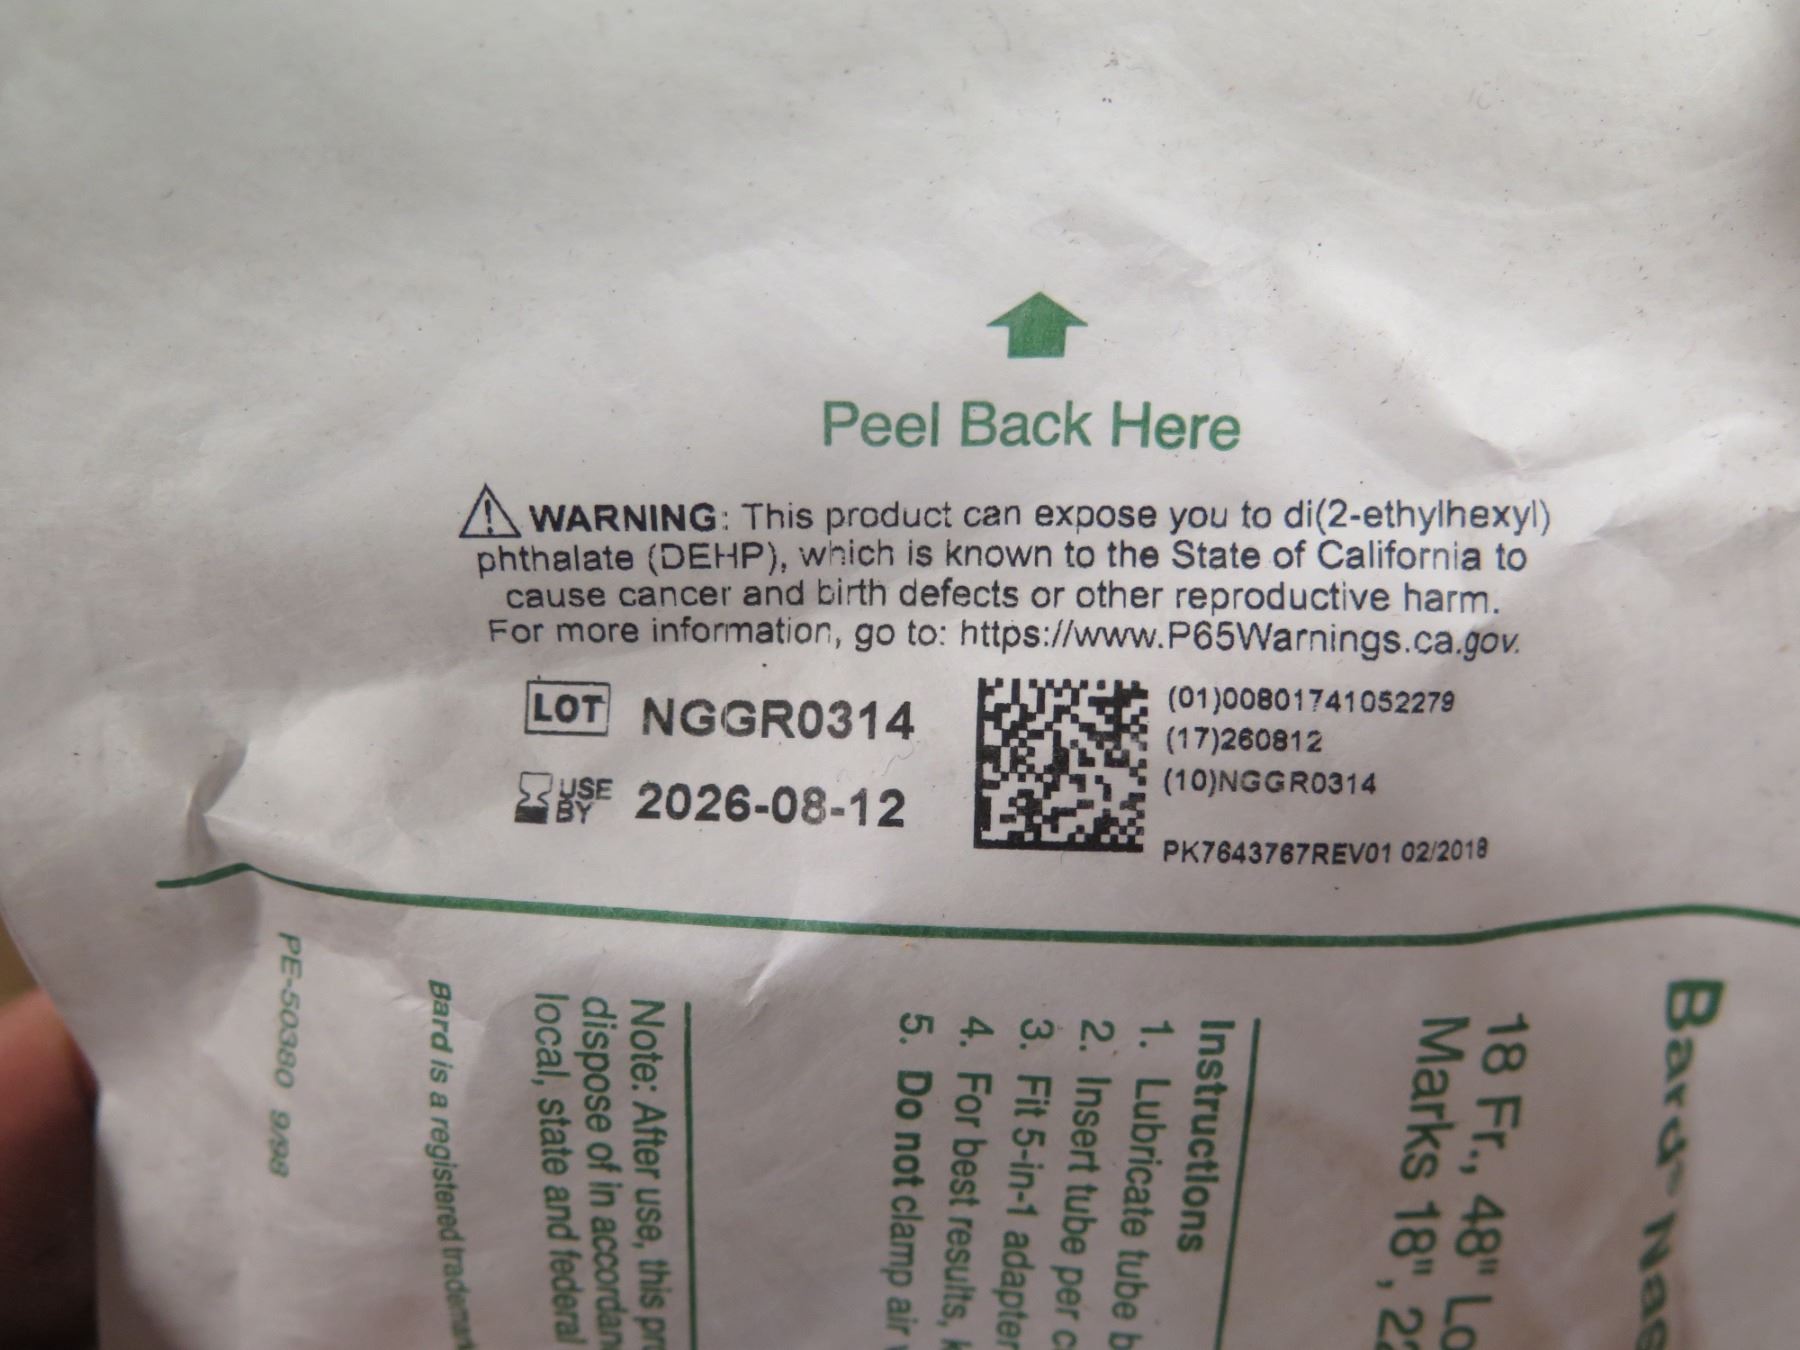 Peel Back Here
WARNING: This product can expose you to di(2-ethylhexyl)
phthalate (DEHP), which is known to the State of California to
cause cancer and birth defects or other reproductive harm.
For more information, go to: https://www.P65Warnings.ca.gov.
LOT NGGR0314
USE BY 2026-08-12
(01)00801741052279
(17)260812
(10)NGGR0314
PK7643767REV01 02/2018
Bard
18 Fr., 48"
Marks 18",
Instructions
1. Lubricate tube
2. Insert tube per
3. Fit 5-in-1 adapter
4. For best results,
5. Do not clamp air
Note: After use, this
dispose of in
local, state and federal
Bard is a registered
PE-50380 9/98